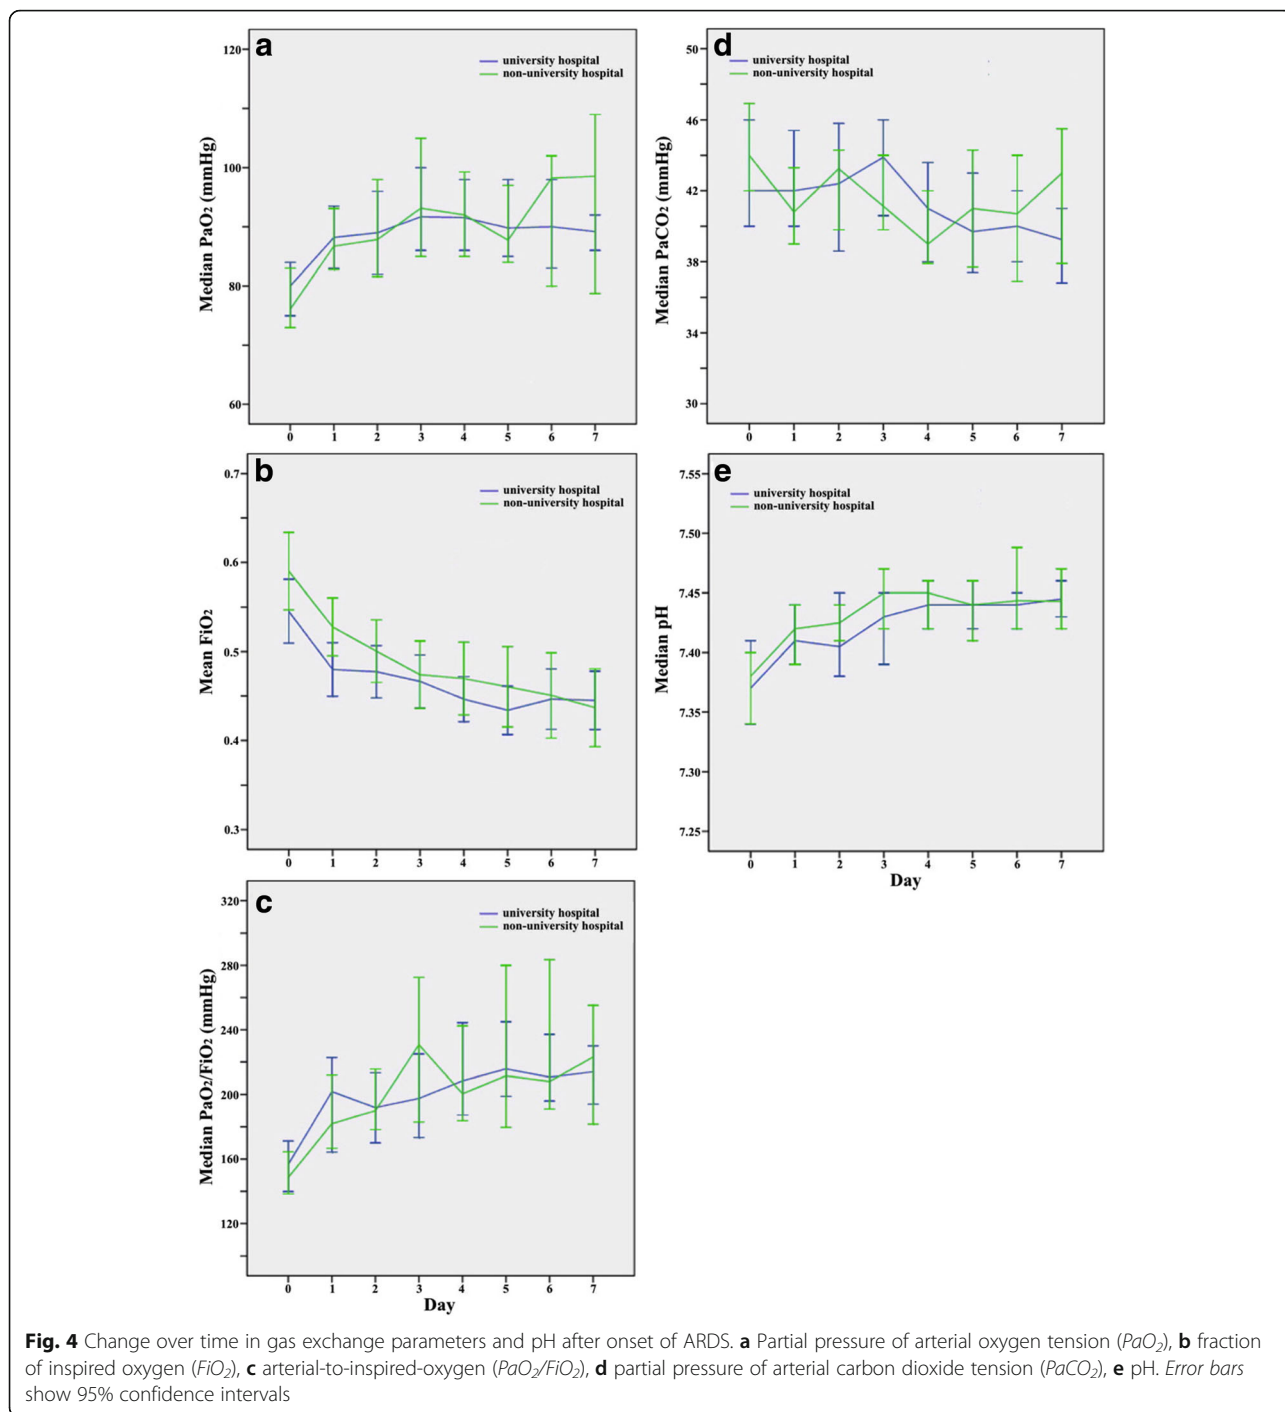 a
university hospital
non-university hospital
Median PaO₂ (mmHg)
120
100
80
60
0 1 2 3 4 5 6 7
d
university hospital
non-university hospital
Median PaCO₂ (mmHg)
50
46
42
38
34
30
0 1 2 3 4 5 6 7
b
university hospital
non-university hospital
Mean FiO₂
0.7
0.6
0.5
0.4
0.3
0 1 2 3 4 5 6 7
e
university hospital
non-university hospital
Median pH
7.55
7.50
7.45
7.40
7.35
7.30
7.25
0 1 2 3 4 5 6 7
Day
c
university hospital
non-university hospital
Median PaO₂/FiO₂ (mmHg)
320
280
240
200
160
120
0 1 2 3 4 5 6 7
Day
Fig. 4 Change over time in gas exchange parameters and pH after onset of ARDS. a Partial pressure of arterial oxygen tension (PaO₂), b fraction
of inspired oxygen (FiO₂), c arterial-to-inspired-oxygen (PaO₂/FiO₂), d partial pressure of arterial carbon dioxide tension (PaCO₂), e pH. Error bars
show 95% confidence intervals